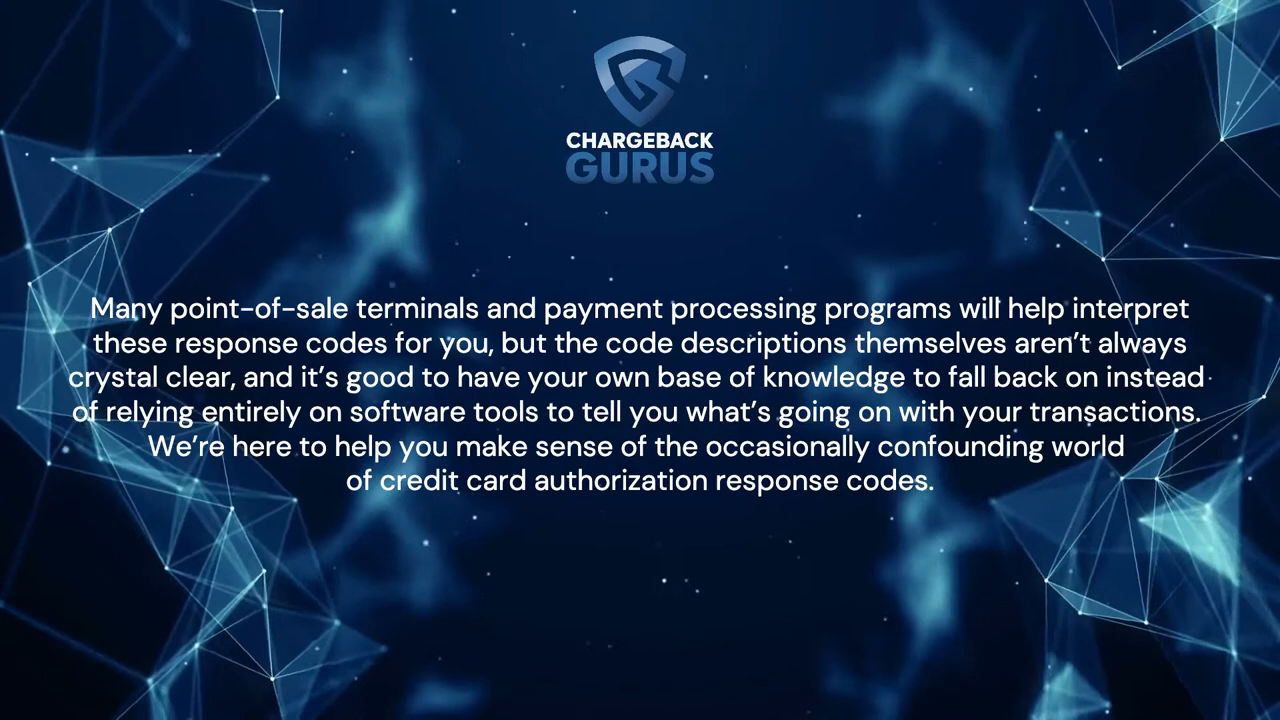 CHARGEBACK
GURUS
Many point-of-sale terminals and payment processing programs will help interpret
these response codes for you, but the code descriptions themselves aren’t always
crystal clear, and it’s good to have your own base of knowledge to fall back on instead
of relying entirely on software tools to tell you what’s going on with your transactions.
We’re here to help you make sense of the occasionally confounding world
of credit card authorization response codes.